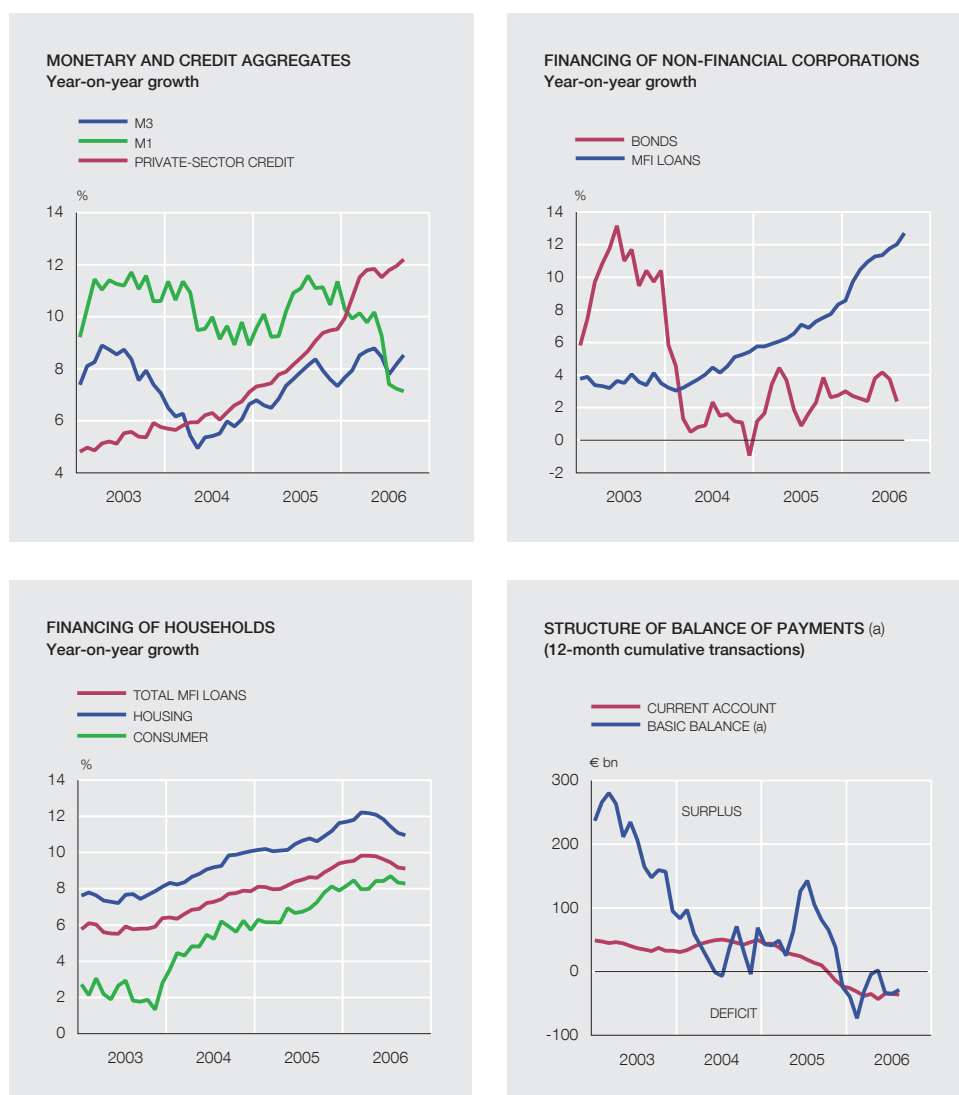 MONETARY AND CREDIT AGGREGATES
Year-on-year growth
M3
M1
PRIVATE-SECTOR CREDIT
%
14
12
10
8
6
4
2003 2004 2005 2006
FINANCING OF NON-FINANCIAL CORPORATIONS
Year-on-year growth
BONDS
MFI LOANS
%
14
12
10
8
6
4
2
0
-2
2003 2004 2005 2006
FINANCING OF HOUSEHOLDS
Year-on-year growth
TOTAL MFI LOANS
HOUSING
CONSUMER
%
14
12
10
8
6
4
2
0
2003 2004 2005 2006
STRUCTURE OF BALANCE OF PAYMENTS (a)
(12-month cumulative transactions)
CURRENT ACCOUNT
BASIC BALANCE (a)
€ bn
300
SURPLUS
200
100
0
DEFICIT
-100
2003 2004 2005 2006